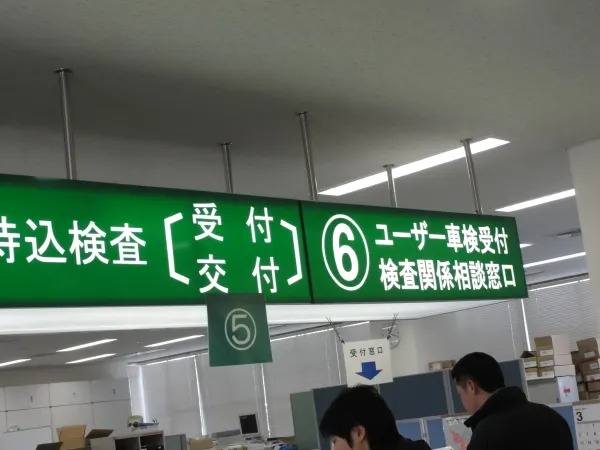 持込検査
受付
交付
⑥
ユーザー車検受付
検査関係相談窓口
⑤
受付窓口
3